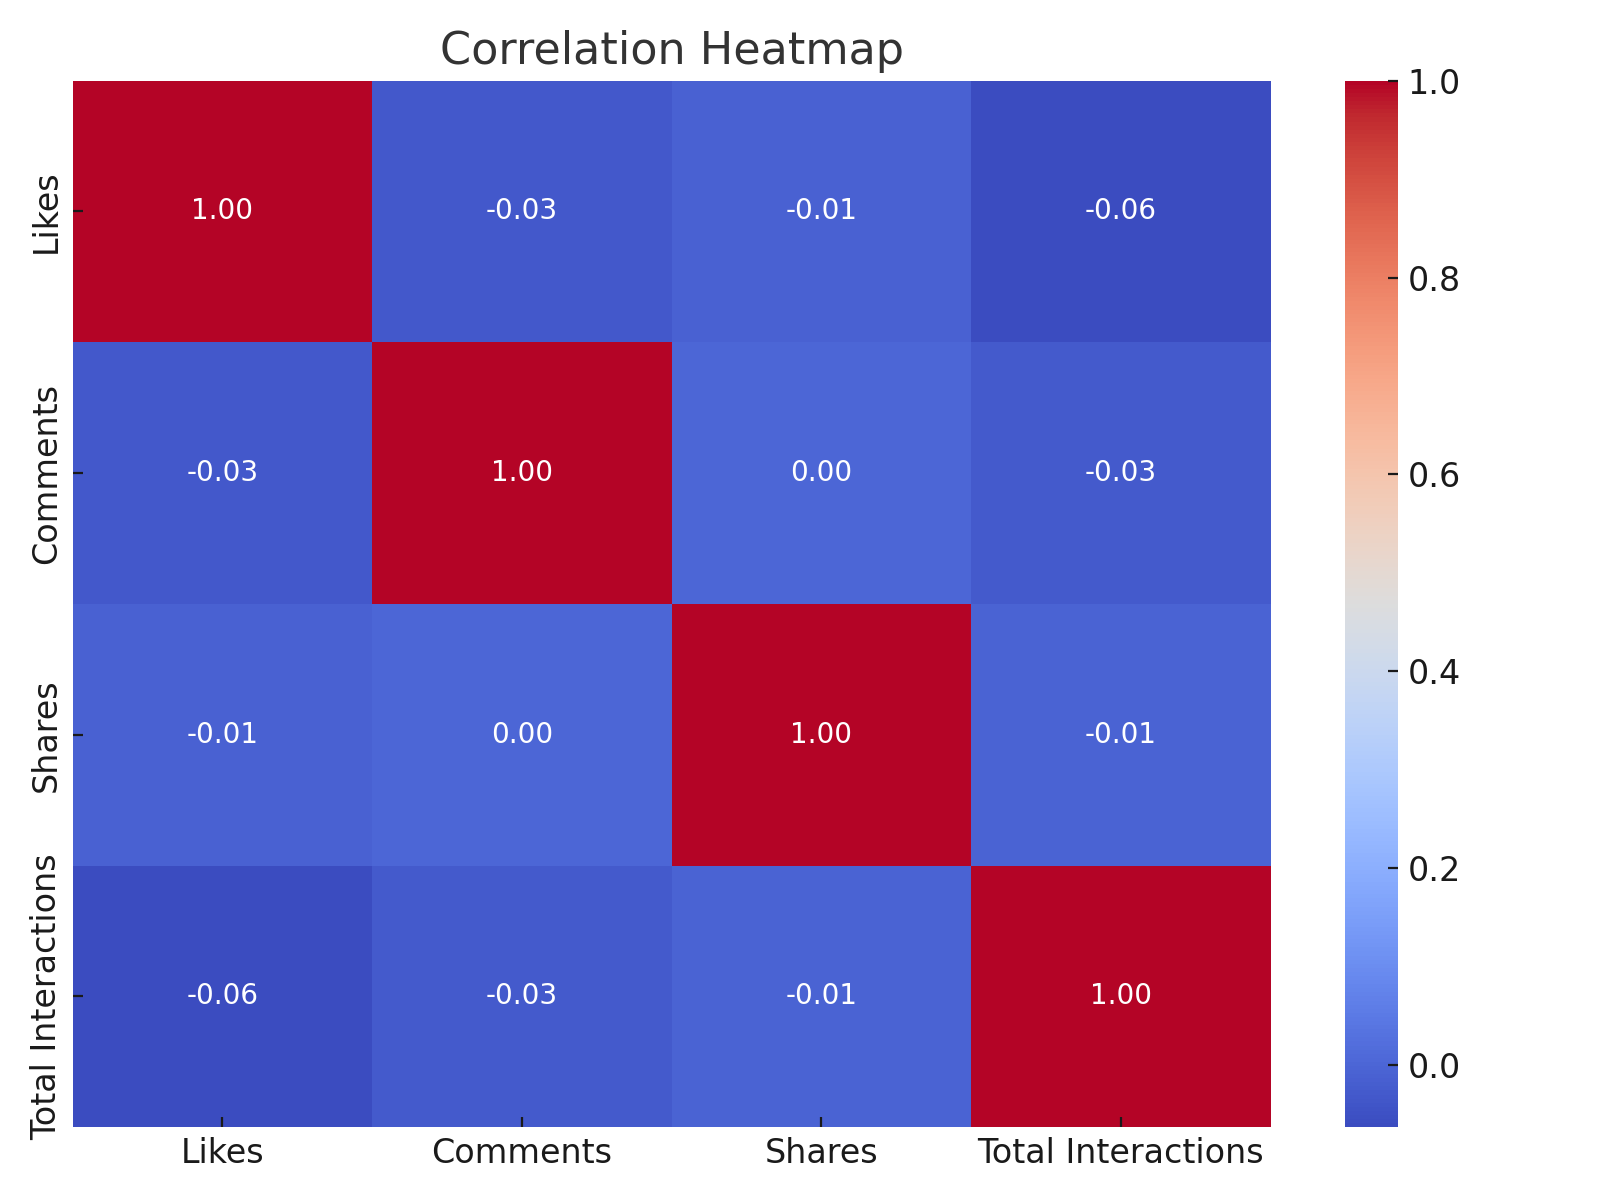 Correlation Heatmap
Likes
1.00
-0.03
-0.01
-0.06
Comments
-0.03
1.00
0.00
-0.03
Shares
-0.01
0.00
1.00
-0.01
Total Interactions
-0.06
-0.03
-0.01
1.00
Likes
Comments
Shares
Total Interactions
1.0
0.8
0.6
0.4
0.2
0.0